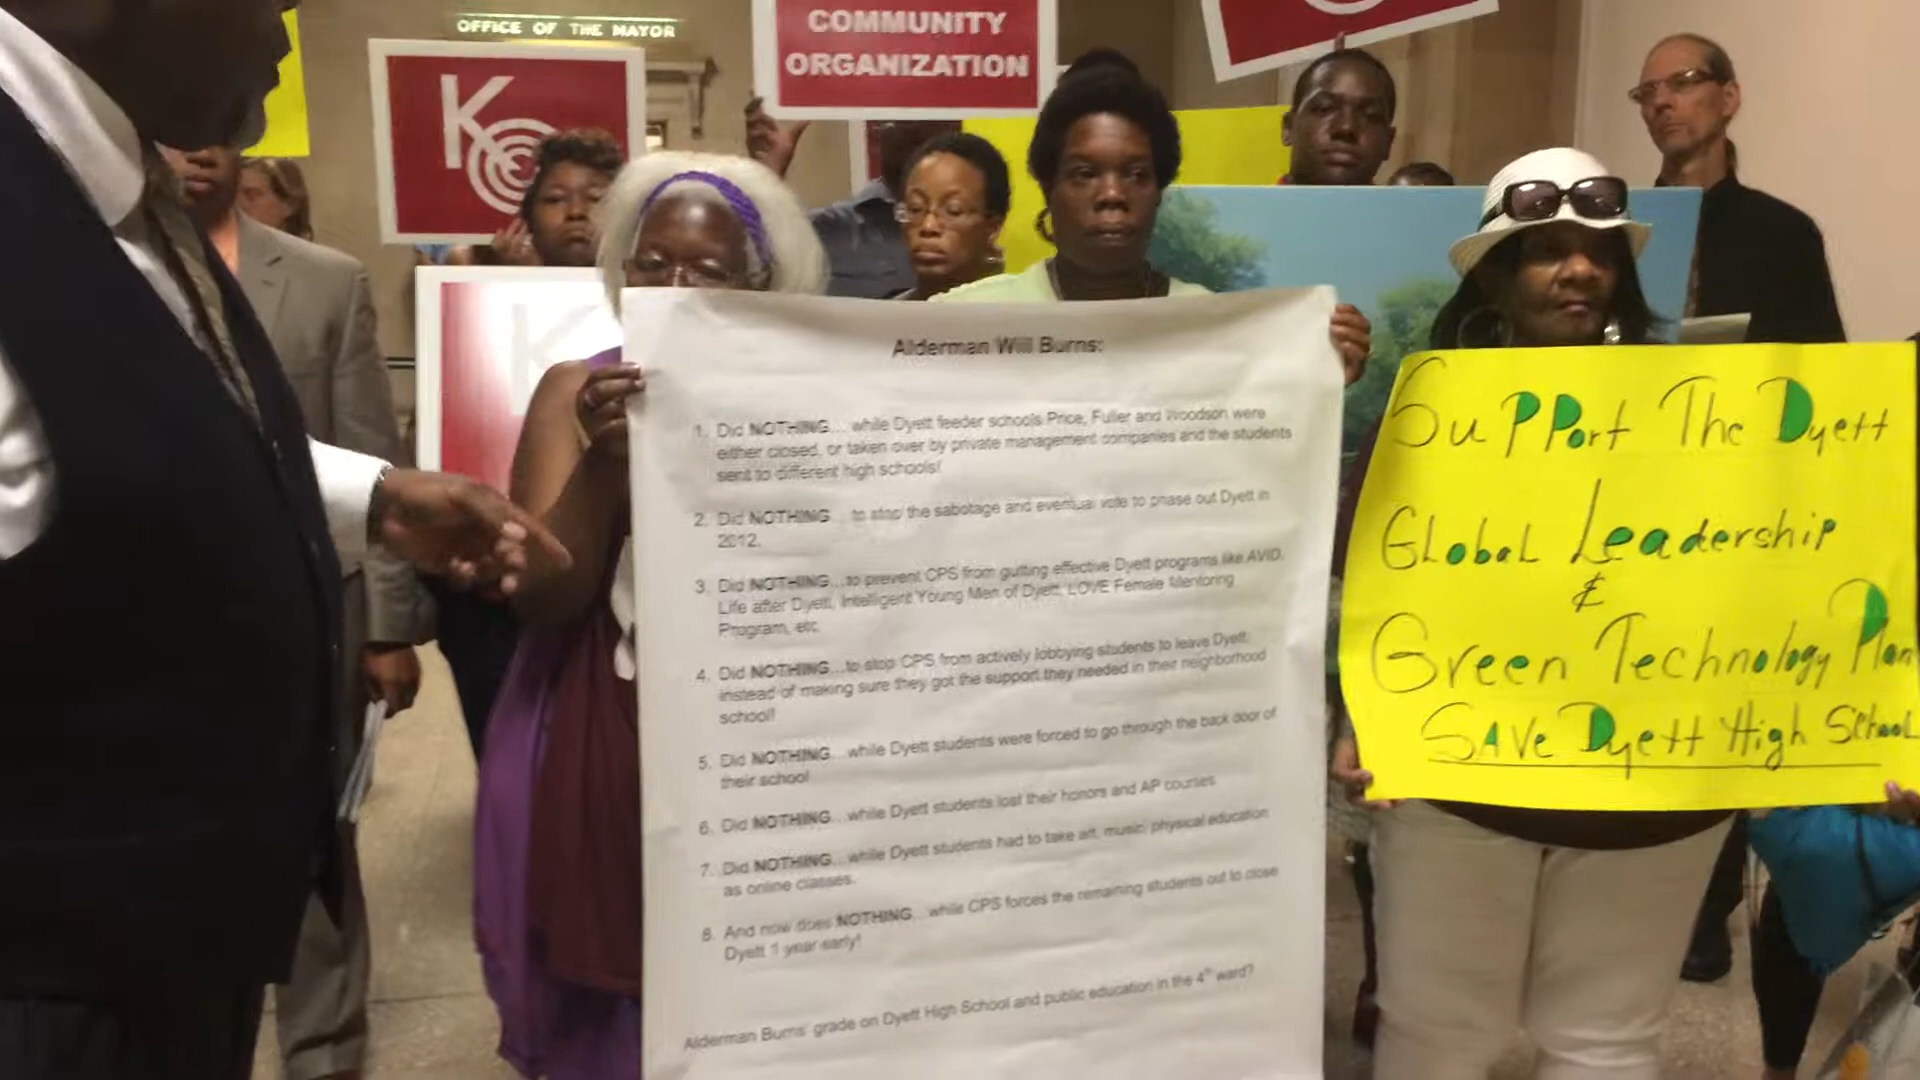 OFFICE OF THE MAYOR
COMMUNITY
ORGANIZATION
K
Alderman Will Burns:
1. Did NOTHING... while Dyett feeder schools Price, Fuller and Woodson were
either closed, or taken over by private management companies and the students
sent to different high schools!
2. Did NOTHING... to stop the sabotage and eventual vote to phase out Dyett in
2012.
3. Did NOTHING...to prevent CPS from gutting effective Dyett programs like AVID,
Life after Dyett, Intelligent Young Men of Dyett, LOVE Female Mentoring
Program, etc.
4. Did NOTHING...to stop CPS from actively lobbying students to leave Dyett,
instead of making sure they got the support they needed in their neighborhood
school!
5. Did NOTHING...while Dyett students were forced to go through the back door of
their school
6. Did NOTHING...while Dyett students lost their honors and AP courses
7. Did NOTHING...while Dyett students had to take art, music, physical education
as online classes.
8. And now does NOTHING...while CPS forces the remaining students out to close
Dyett 1 year early!
Alderman Burns' grade on Dyett High School and public education in the 4th ward?
SuPPort The Dyett
GLobaL Leadership
&
Green Technology Plan
SAVe Dyett High School